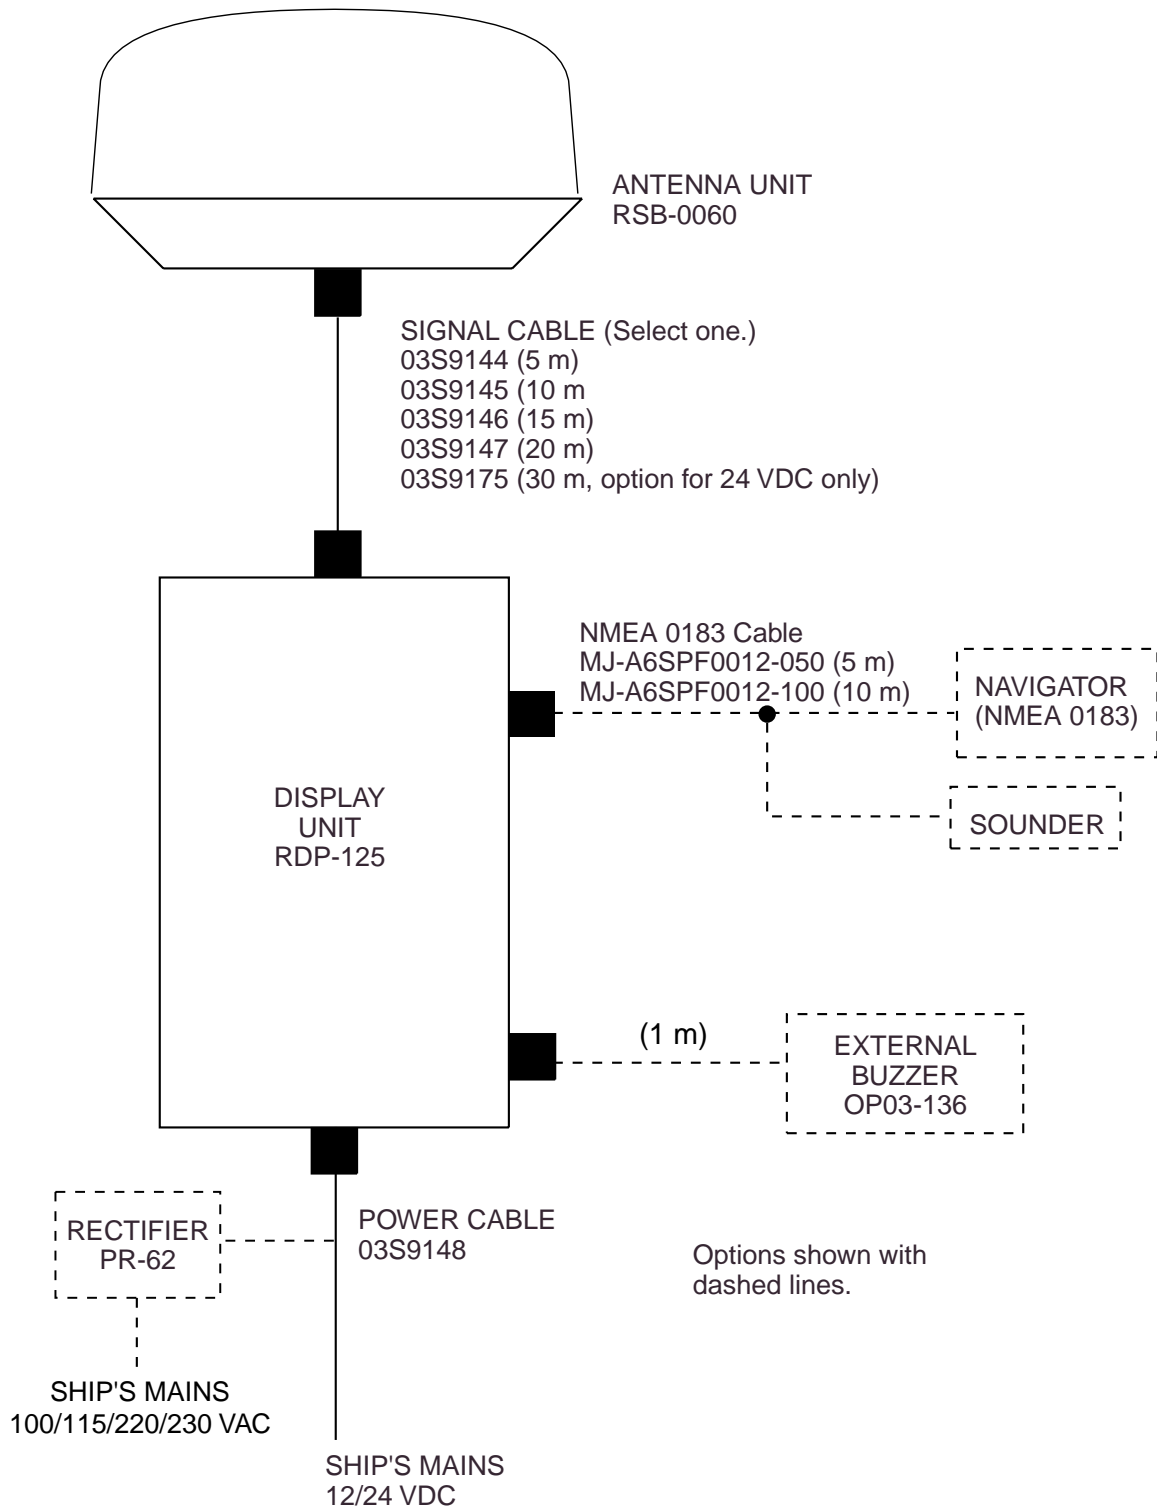 ANTENNA UNIT
RSB-0060
SIGNAL CABLE (Select one.)
03S9144 (5 m)
03S9145 (10 m
03S9146 (15 m)
03S9147 (20 m)
03S9175 (30 m, option for 24 VDC only)
NMEA 0183 Cable
MJ-A6SPF0012-050 (5 m)
MJ-A6SPF0012-100 (10 m)
NAVIGATOR
(NMEA 0183)
SOUNDER
DISPLAY
UNIT
RDP-125
(1 m)
EXTERNAL
BUZZER
OP03-136
RECTIFIER
PR-62
POWER CABLE
03S9148
Options shown with
dashed lines.
SHIP'S MAINS
100/115/220/230 VAC
SHIP'S MAINS
12/24 VDC